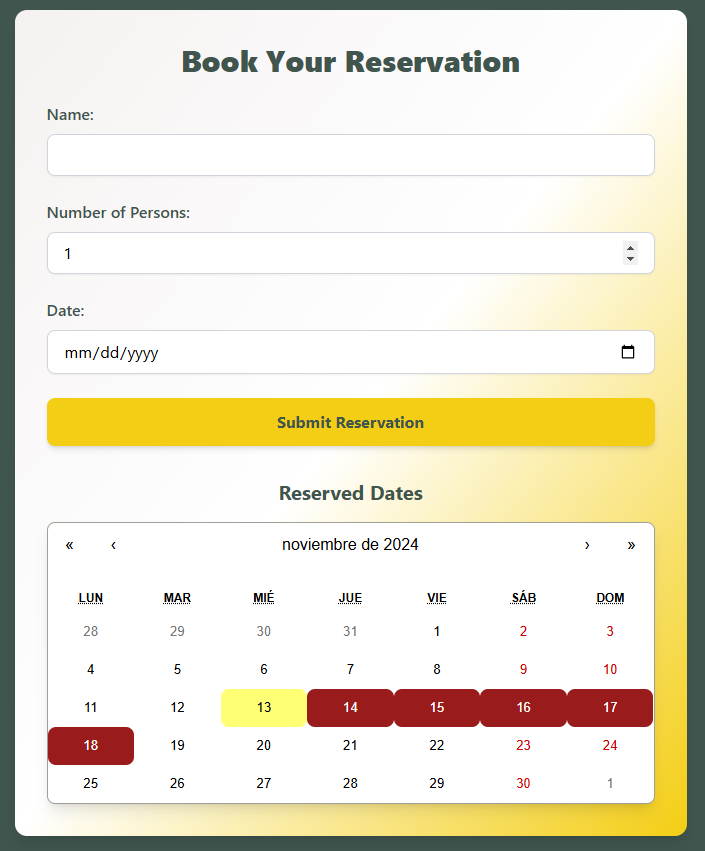 Book Your Reservation
Name:
Number of Persons:
1
Date:
mm/dd/yyyy
Submit Reservation
Reserved Dates
« ‹ noviembre de 2024 › »
LUN MAR MIÉ JUE VIE SÁB DOM
28 29 30 31 1 2 3
4 5 6 7 8 9 10
11 12 13 14 15 16 17
18 19 20 21 22 23 24
25 26 27 28 29 30 1